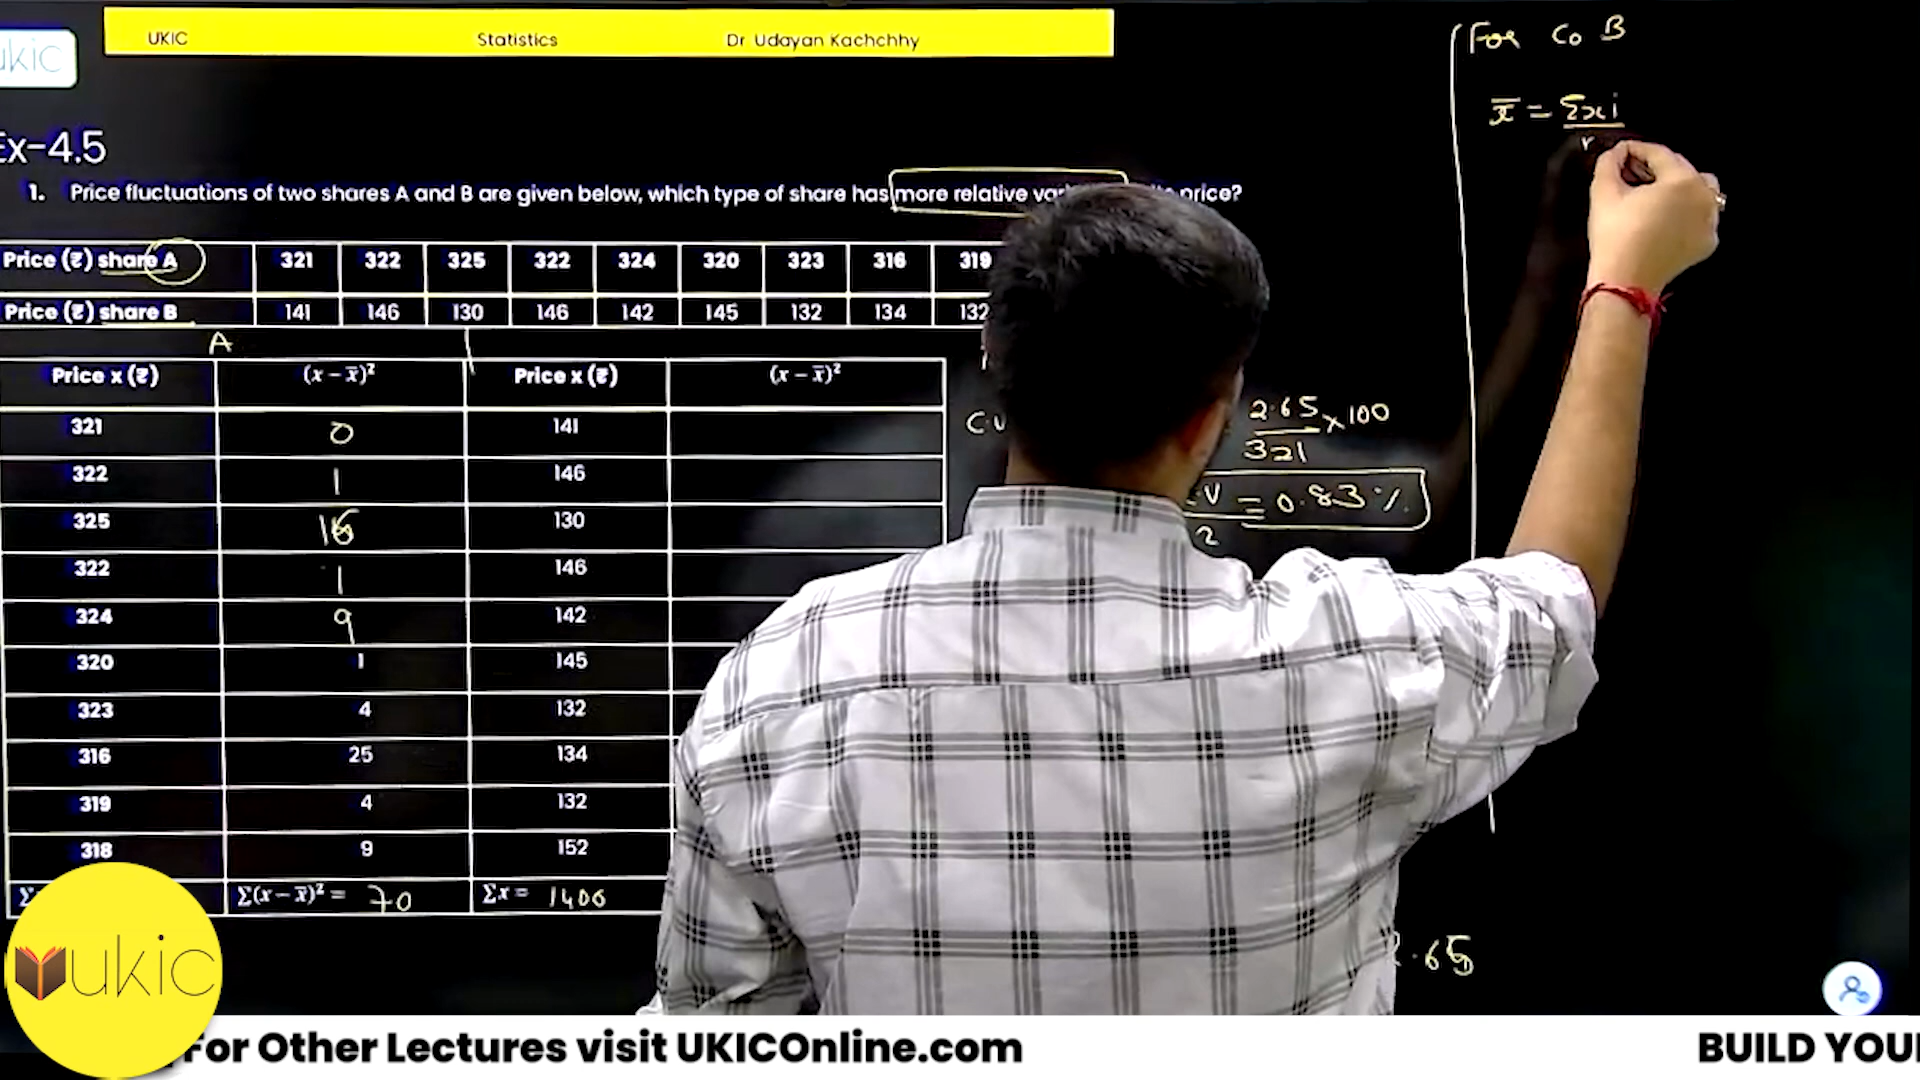 UKIC Statistics Dr. Udayan Kachchhy
ukic
For Co B
x̄ = Σxi
Ex-4.5
1. Price fluctuations of two shares A and B are given below, which type of share has more relative price?
Price (₹) share A 321 322 325 322 324 320 323 316 319
Price (₹) share B 141 146 130 146 142 145 132 134 132
A
Price x (₹) (x – x̄)² Price x (₹) (x – x̄)²
321 0 141
322 1 146
325 16 130
322 1 146
324 9 142
320 1 145
323 4 132
316 25 134
319 4 132
318 9 152
Σ(x – x̄)² = 70 Σx = 1400
2.65 × 100
321
V = 0.83 %
2
.65
ukic
For Other Lectures visit UKICOnline.com BUILD